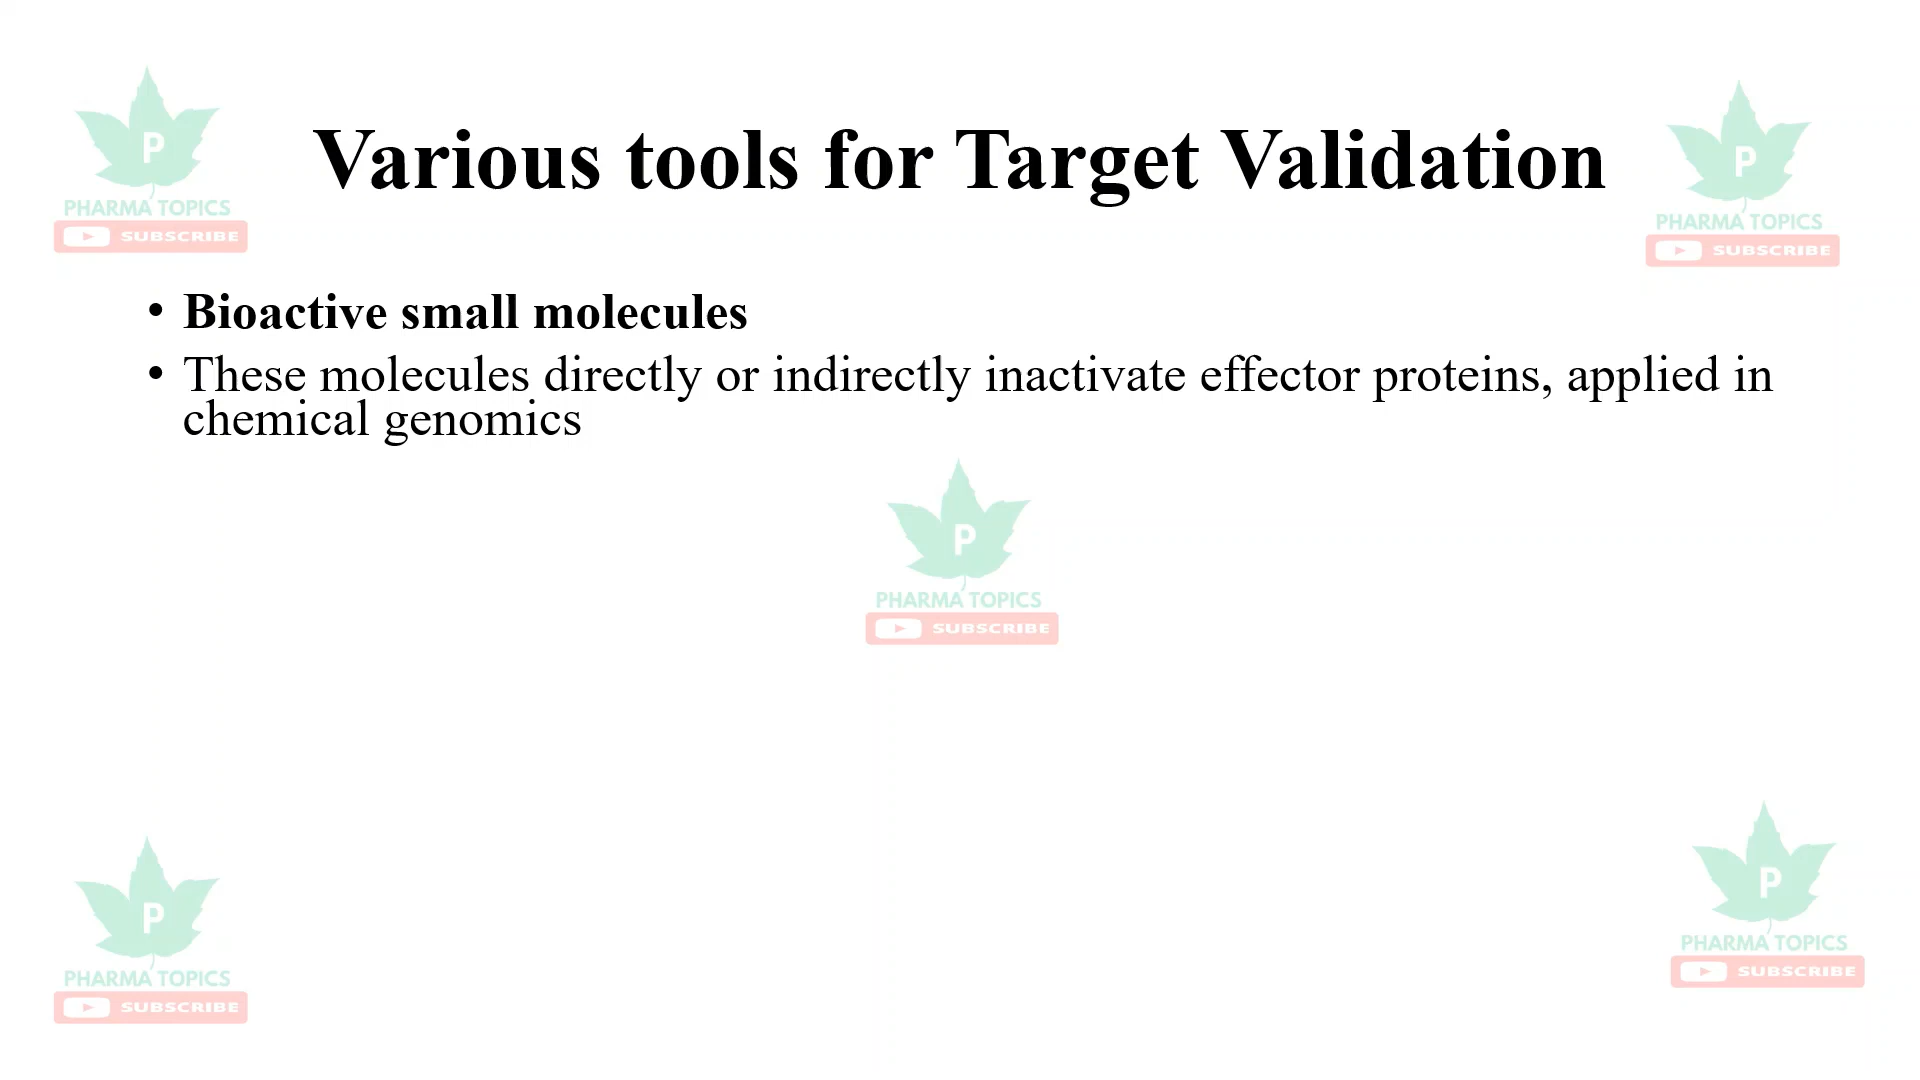 Various tools for Target Validation
P
PHARMA TOPICS
SUBSCRIBE
P
PHARMA TOPICS
SUBSCRIBE
• Bioactive small molecules
• These molecules directly or indirectly inactivate effector proteins, applied in
chemical genomics
P
PHARMA TOPICS
SUBSCRIBE
P
PHARMA TOPICS
SUBSCRIBE
P
PHARMA TOPICS
SUBSCRIBE